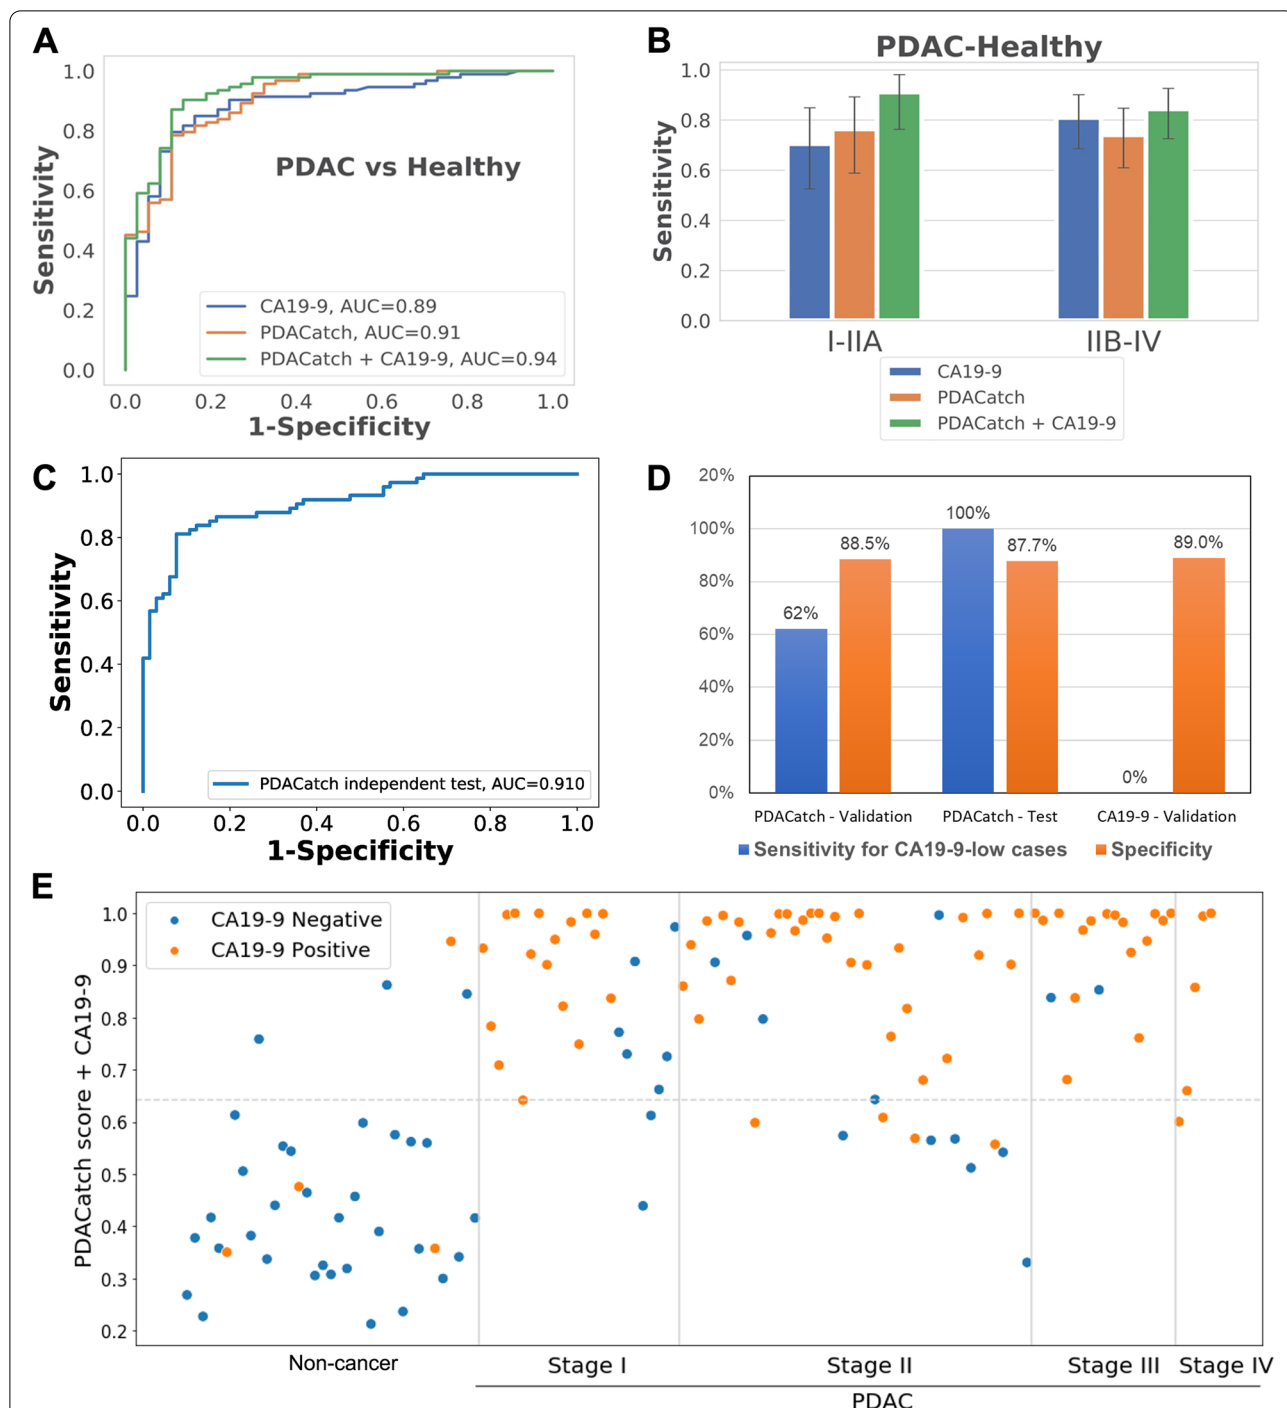 A
1.0
0.8
0.6
0.4
0.2
0.0
Sensitivity
PDAC vs Healthy
CA19-9, AUC=0.89
PDACatch, AUC=0.91
PDACatch + CA19-9, AUC=0.94
0.0 0.2 0.4 0.6 0.8 1.0
1-Specificity
B
PDAC-Healthy
1.0
0.8
0.6
0.4
0.2
0.0
Sensitivity
I-IIA IIB-IV
CA19-9
PDACatch
PDACatch + CA19-9
C
1.0
0.8
0.6
0.4
0.2
0.0
Sensitivity
PDACatch independent test, AUC=0.910
0.0 0.2 0.4 0.6 0.8 1.0
1-Specificity
D
20%
100%
80%
60%
40%
20%
0%
62%
88.5%
100%
87.7%
0%
89.0%
PDACatch - Validation PDACatch - Test CA19-9 - Validation
Sensitivity for CA19-9-low cases Specificity
E
CA19-9 Negative
CA19-9 Positive
1.0
0.9
0.8
0.7
0.6
0.5
0.4
0.3
0.2
PDACatch score + CA19-9
Non-cancer Stage I Stage II Stage III Stage IV
PDAC